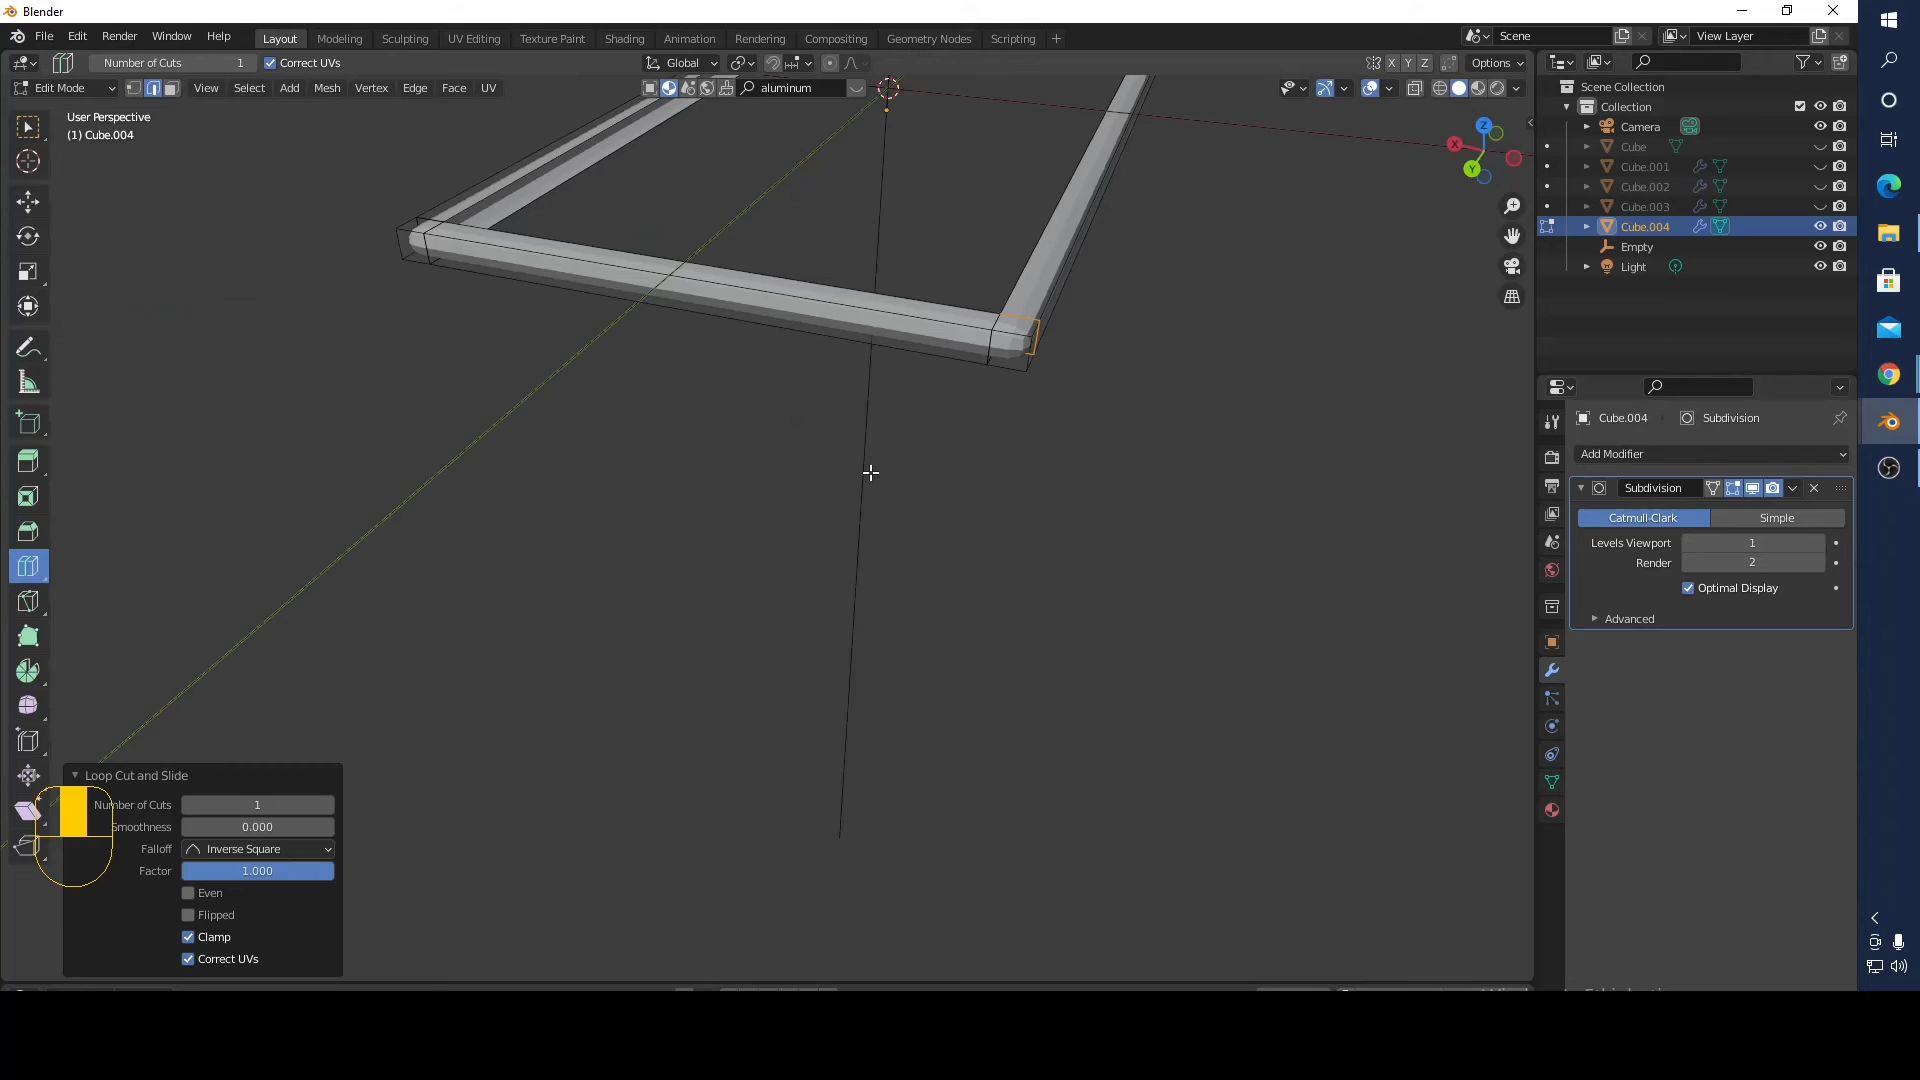 Blender
File Edit Render Window Help Layout Modeling Sculpting UV Editing Texture Paint Shading Animation Rendering Compositing Geometry Nodes Scripting + Scene View Layer
Number of Cuts 1 Correct UVs Global X Y Z Options
Edit Mode View Select Add Mesh Vertex Edge Face UV aluminum
User Perspective
(1) Cube.004
Z
X
Y
Scene Collection
Collection
Camera
Cube
Cube.001
Cube.002
Cube.003
Cube.004
Empty
Light
Cube.004 Subdivision
Add Modifier
Subdivision
Catmull-Clark Simple
Levels Viewport 1
Render 2
Optimal Display
Advanced
Loop Cut and Slide
Number of Cuts 1
Smoothness 0.000
Falloff Inverse Square
Factor 1.000
Even
Flipped
Clamp
Correct UVs